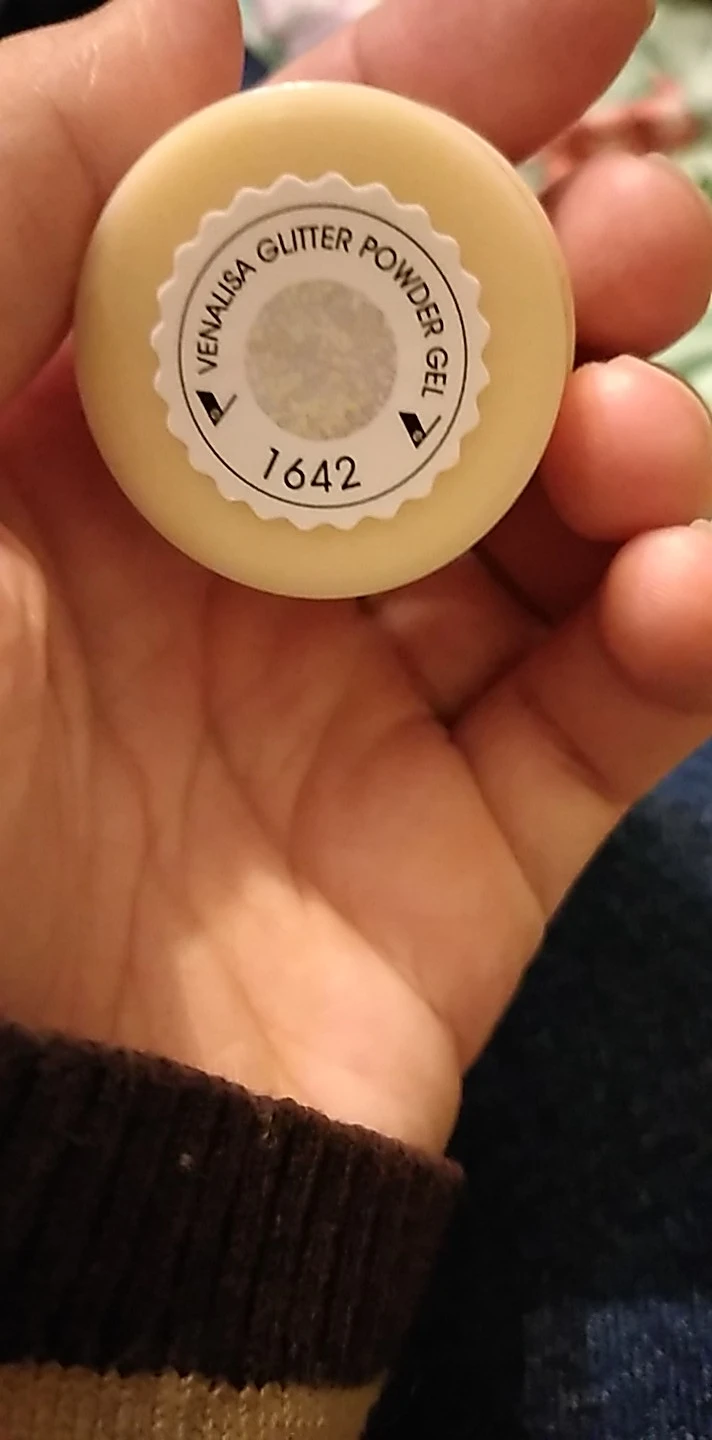 VENALISA GLITTER POWDER GEL
1642